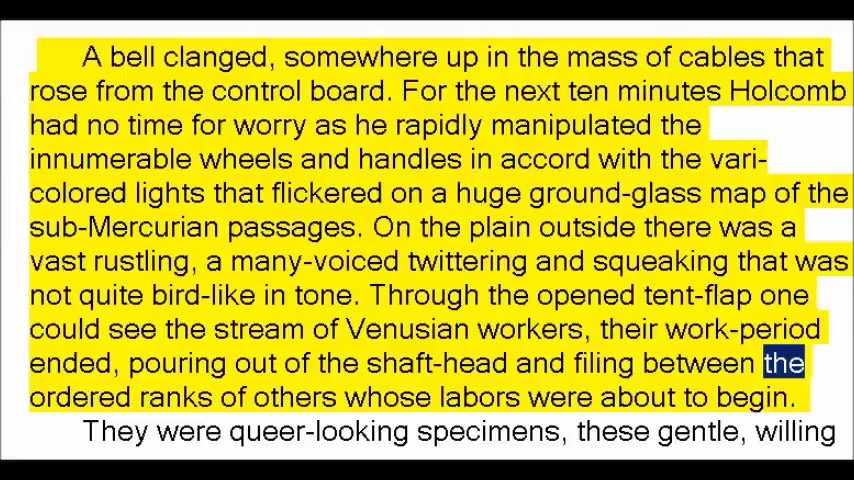 A bell clanged, somewhere up in the mass of cables that
rose from the control board. For the next ten minutes Holcomb
had no time for worry as he rapidly manipulated the
innumerable wheels and handles in accord with the vari-
colored lights that flickered on a huge ground-glass map of the
sub-Mercurian passages. On the plain outside there was a
vast rustling, a many-voiced twittering and squeaking that was
not quite bird-like in tone. Through the opened tent-flap one
could see the stream of Venusian workers, their work-period
ended, pouring out of the shaft-head and filing between the
ordered ranks of others whose labors were about to begin.
They were queer-looking specimens, these gentle, willing